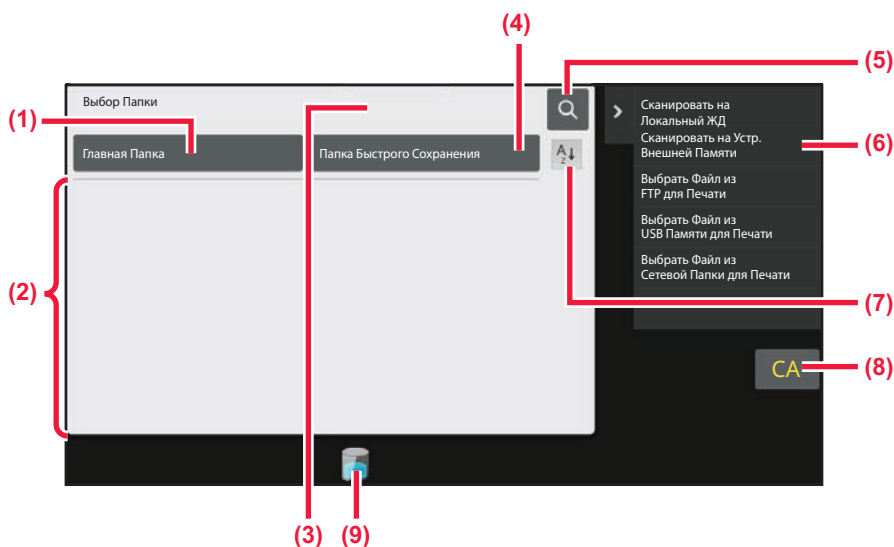 (4)
(5)
(1)
Выбор Папки
Главная Папка
Папка Быстрого Сохранения
A
Z
Сканировать на
Локальный ЖД
Сканировать на Устр.
Внешней Памяти
(6)
Выбрать Файл из
FTP для Печати
Выбрать Файл из
USB Памяти для Печати
Выбрать Файл из
Сетевой Папки для Печати
(2)
(7)
CA
(8)
(3)
(9)